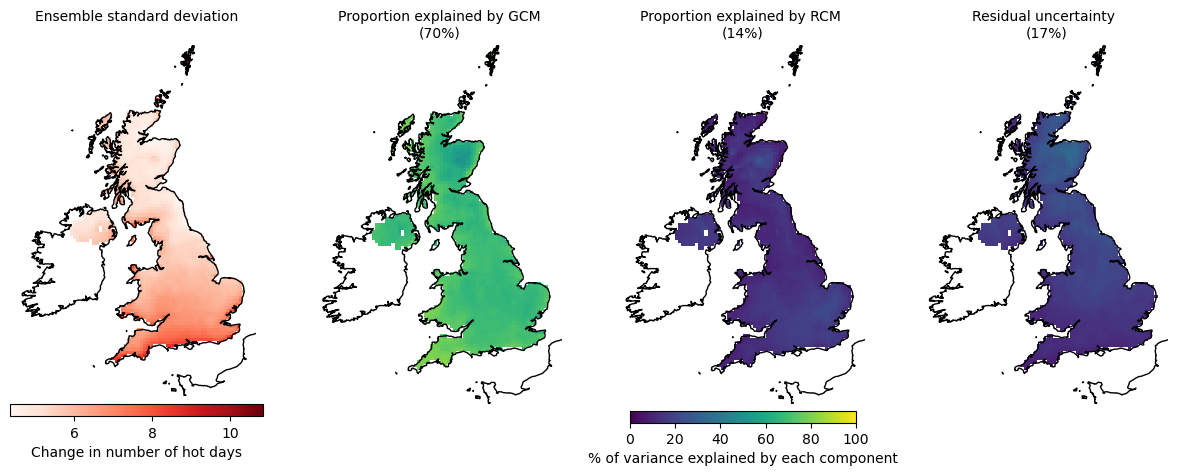 Ensemble standard deviation
Proportion explained by GCM
(70%)
Proportion explained by RCM
(14%)
Residual uncertainty
(17%)
6 8 10
Change in number of hot days
0 20 40 60 80 100
% of variance explained by each component